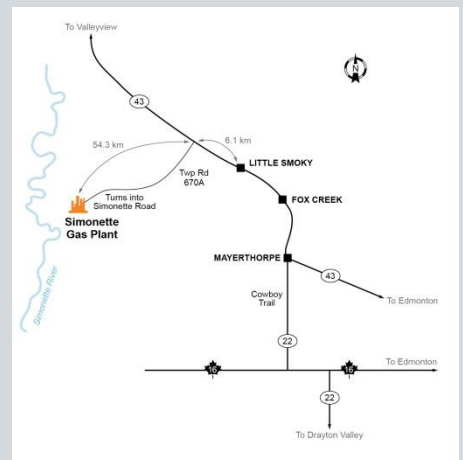 To Valleyview
N
43
54.3 km
6.1 km
LITTLE SMOKY
Twp Rd
670A
Turns into
Simonette Road
FOX CREEK
Simonette
Gas Plant
MAYERTHORPE
43
Cowboy
Trail
To Edmonton
Simonette River
22
To Edmonton
16
16
22
To Drayton Valley